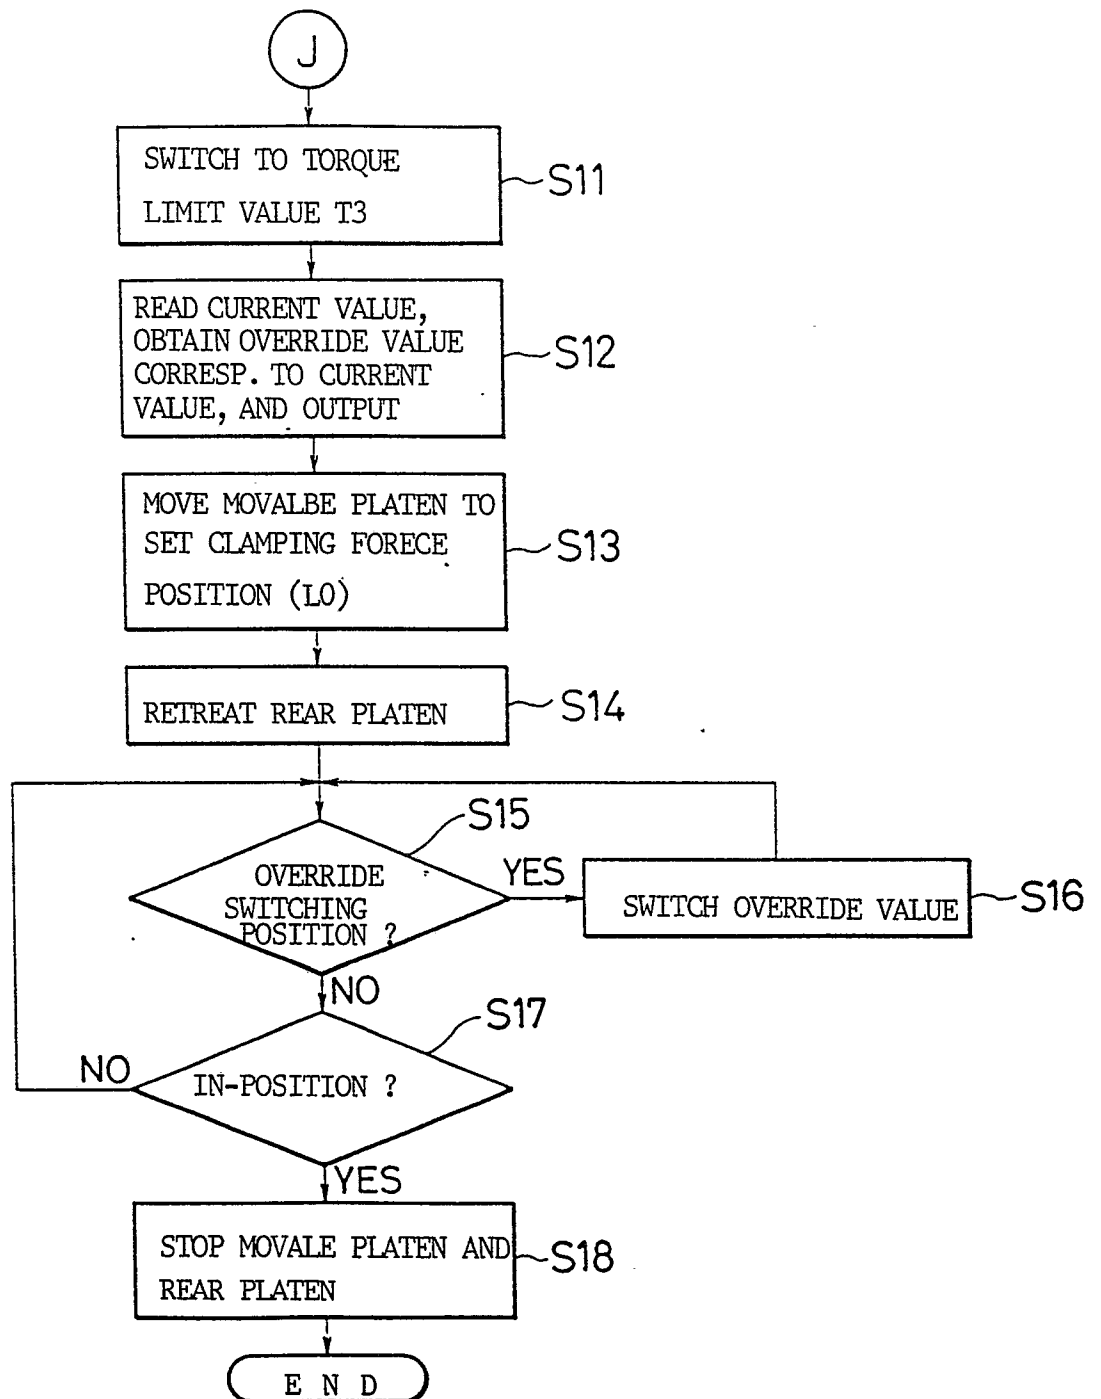 J
SWITCH TO TORQUE
LIMIT VALUE T3
S11
READ CURRENT VALUE,
OBTAIN OVERRIDE VALUE
CORRESP. TO CURRENT
VALUE, AND OUTPUT
S12
MOVE MOVALBE PLATEN TO
SET CLAMPING FORECE
POSITION (L0)
S13
RETREAT REAR PLATEN
S14
S15
OVERRIDE
SWITCHING
POSITION ?
YES
SWITCH OVERRIDE VALUE
S16
NO
S17
NO
IN-POSITION ?
YES
STOP MOVALE PLATEN AND
REAR PLATEN
S18
E N D